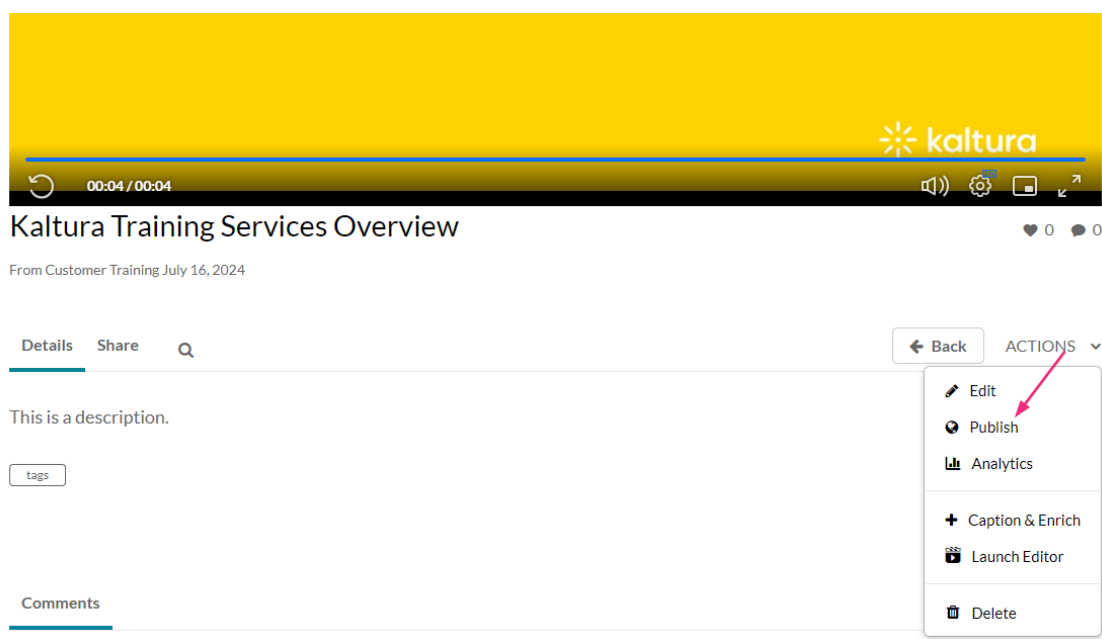 kaltura
00:04 / 00:04
Kaltura Training Services Overview
0 0
From Customer Training July 16, 2024
Details Share
Back ACTIONS
Edit
This is a description.
Publish
Analytics
tags
Caption & Enrich
Launch Editor
Comments
Delete